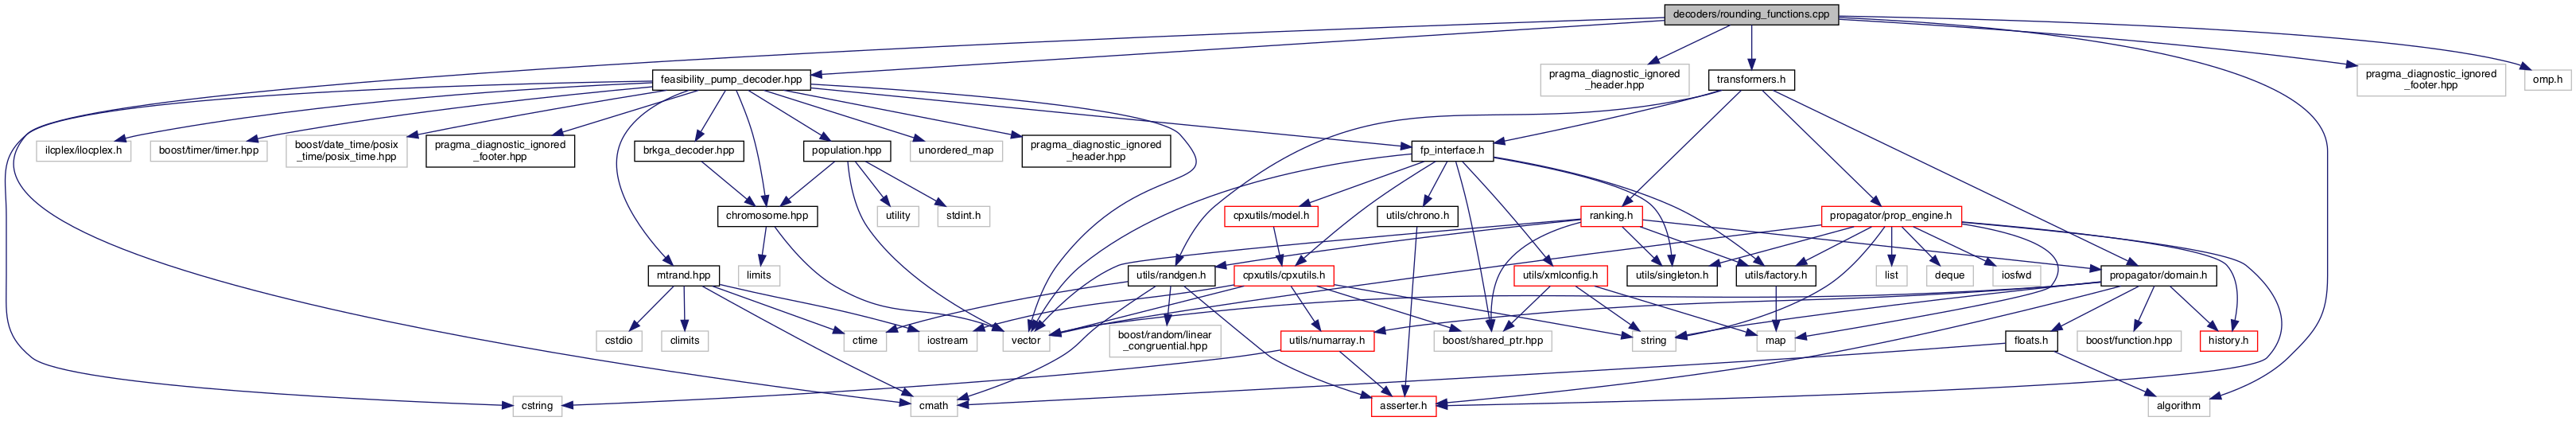 decoders/rounding_functions.cpp
feasibility_pump_decoder.hpp
pragma_diagnostic_ignored
_header.hpp
transformers.h
pragma_diagnostic_ignored
_footer.hpp
omp.h
ilcplex/ilocplex.h
boost/timer/timer.hpp
boost/date_time/posix
_time/posix_time.hpp
pragma_diagnostic_ignored
_footer.hpp
brkga_decoder.hpp
population.hpp
unordered_map
pragma_diagnostic_ignored
_header.hpp
fp_interface.h
chromosome.hpp
utility
stdint.h
cpxutils/model.h
utils/chrono.h
ranking.h
propagator/prop_engine.h
mtrand.hpp
limits
utils/randgen.h
cpxutils/cpxutils.h
utils/xmlconfig.h
utils/singleton.h
utils/factory.h
list
deque
iosfwd
propagator/domain.h
cstdio
climits
ctime
iostream
vector
boost/random/linear
_congruential.hpp
utils/numarray.h
boost/shared_ptr.hpp
string
map
floats.h
boost/function.hpp
history.h
cstring
cmath
asserter.h
algorithm